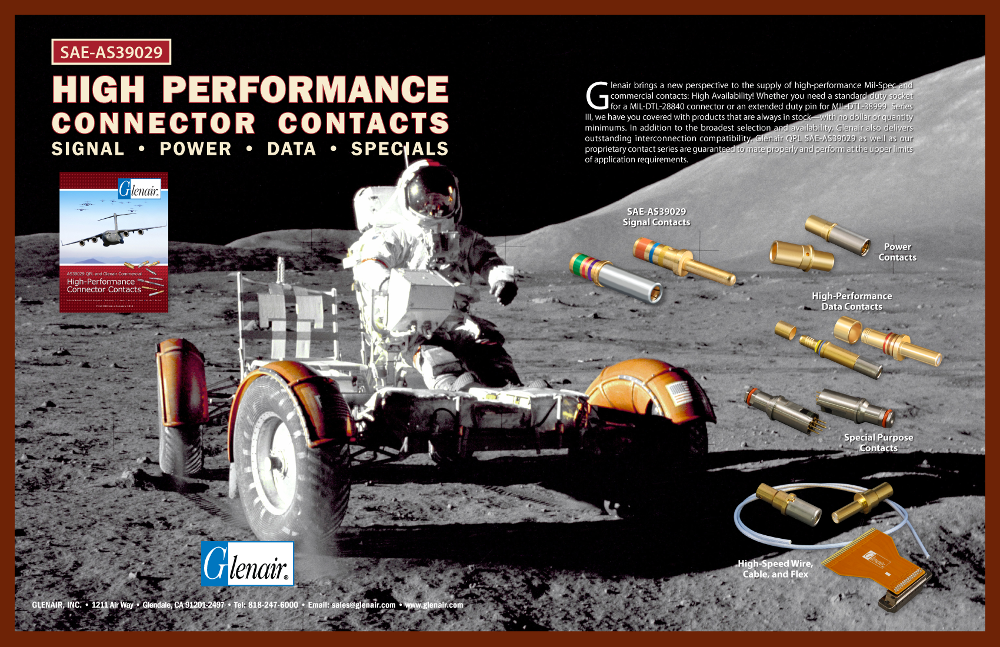 SAE-AS39029
HIGH PERFORMANCE
CONNECTOR CONTACTS
SIGNAL • POWER • DATA • SPECIALS
Glenair brings a new perspective to the supply of high-performance Mil-Spec and
commercial contacts: High Availability! Whether you need a standard duty socket
for a MIL-DTL-28840 connector or an extended duty pin for MIL-DTL-38999 Series
III, we have you covered with products that are always in stock—with no dollar or quantity
minimums. In addition to the broadest selection and availability, Glenair also delivers
outstanding interconnection compatibility. Glenair QPL SAE-AS39029 as well as our
proprietary contact series are guaranteed to mate properly and perform at the upper limits
of application requirements.
Glenair®
AS39029 QPL and Glenair Commercial
High-Performance
Connector Contacts
First Edition • January 2011
SAE-AS39029
Signal Contacts
Power
Contacts
High-Performance
Data Contacts
Special Purpose
Contacts
High-Speed Wire,
Cable, and Flex
Glenair
Glenair®
GLENAIR, INC. • 1211 Air Way • Glendale, CA 91201-2497 • Tel: 818-247-6000 • Email: sales@glenair.com • www.glenair.com